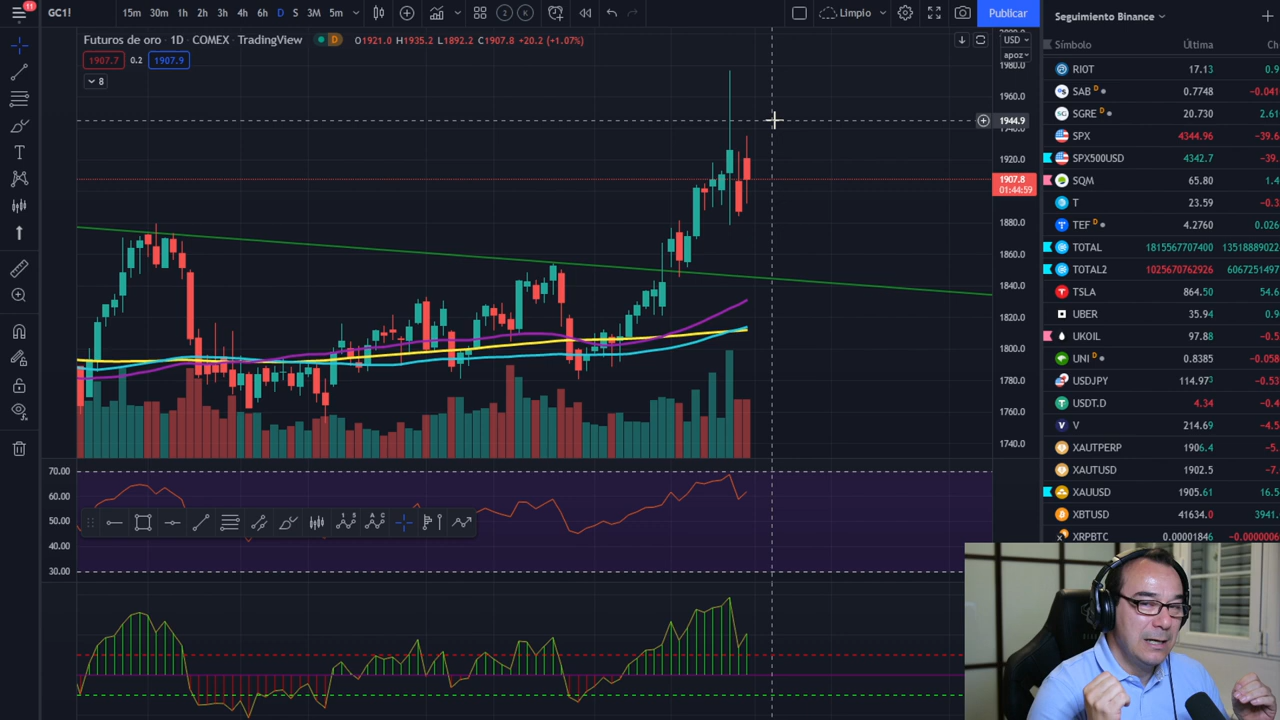 11
GC1! 15m 30m 1h 2h 3h 4h 6h D S 3M 5m 2 K Limpio Publicar
Futuros de oro · 1D · COMEX · TradingView D O1921.0 H1935.2 L1892.2 C1907.8 +20.2 (+1.07%)
1907.7 0.2 1907.9
8
USD
apoz
1980.0
1960.0
1944.9
1940.0
1920.0
1907.8
01:44:59
1880.0
1860.0
1840.0
1820.0
1800.0
1780.0
1760.0
1740.0
70.00
60.00
50.00
40.00
30.00
Seguimiento Binance
Símbolo Última Ch
RIOT 17.13 0.9
SAB D 0.7748 -0.041
SGRE D 20.730 2.61
SPX 4344.96 -39.6
SPX500USD 4342.7 -39.
SQM 65.80 1.4
T 23.59 -0.3
TEF D 4.2760 0.026
TOTAL 1815567707400 13518889022
TOTAL2 1025670762926 6067251497
TSLA 864.50 54.6
UBER 35.94 0.9
UKOIL 97.88 -0.5
UNI D 0.8385 -0.058
USDJPY 114.973 -0.53
USDT.D 4.34 -0.4
V 214.69 -4.5
XAUTPERP 1906.4 -5.
XAUTUSD 1902.5 -7.
XAUUSD 1905.61 16.5
XBTUSD 41634.0 3941.
XRPBTC 0.00001846 -0.0000006